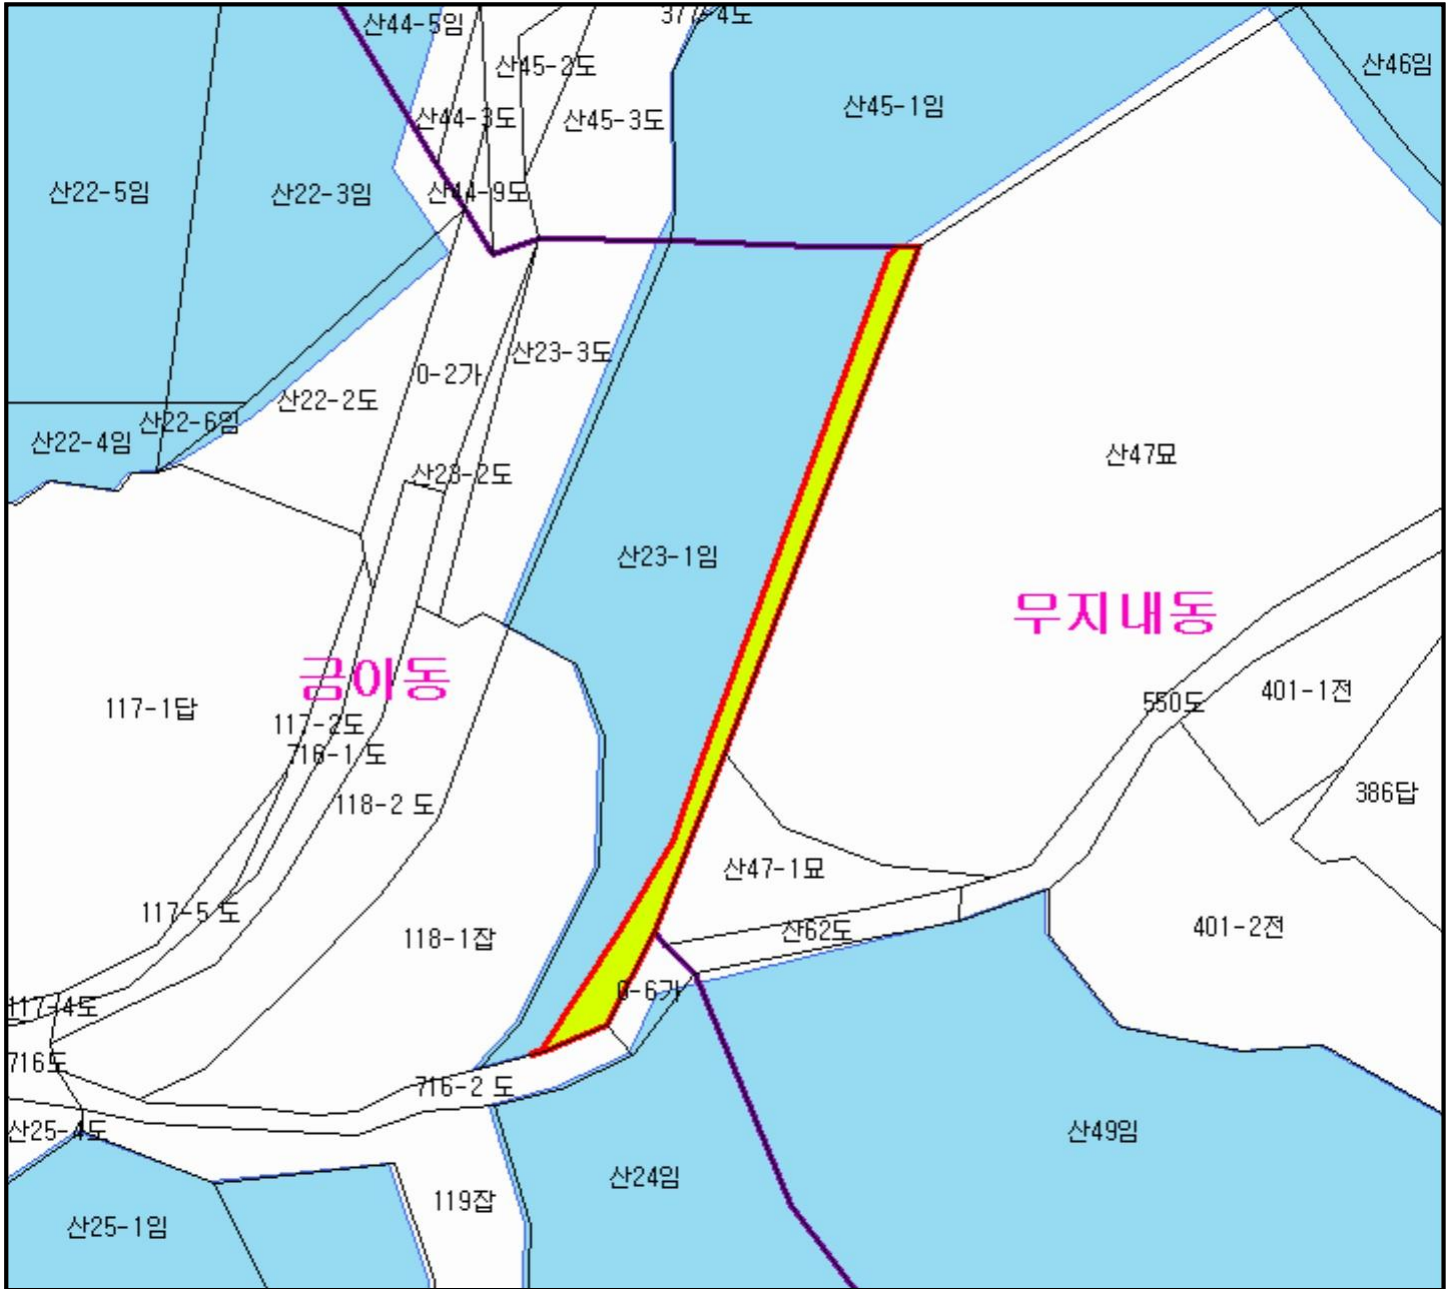 산44-5임
산45-2도
산46임
산45-1임
산44-3도
산45-3도
산22-5임
산22-3임
산44-9도
산23-3도
0-2가
산22-2도
산22-6임
산22-4임
산23-2도
산47묘
산23-1임
무지내동
금이동
117-1답
401-1전
550도
117-2도
716-1 도
386답
118-2 도
산47-1묘
117-5 도
401-2전
산62도
118-1잡
0-6가
117-4도
716도
716-2 도
산25-4도
산49임
산24임
119잡
산25-1임